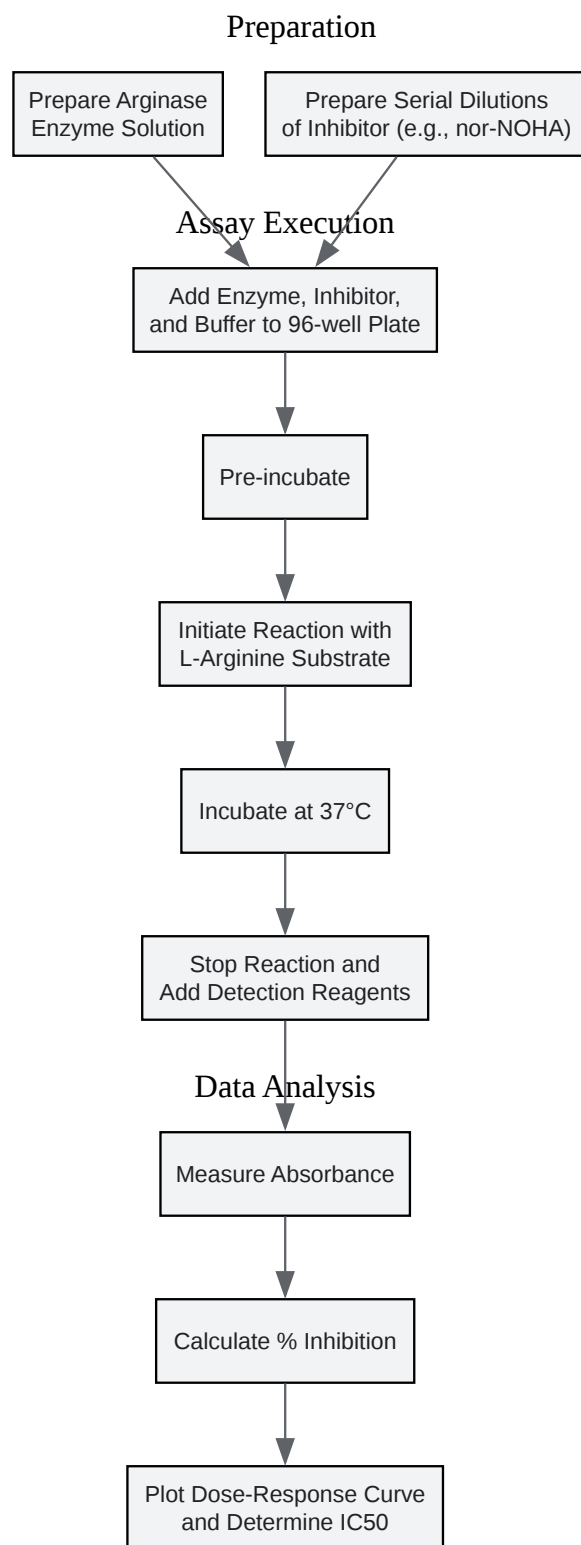 Preparation
Prepare Arginase
Enzyme Solution
Prepare Serial Dilutions
of Inhibitor (e.g., nor-NOHA)
Assay Execution
Add Enzyme, Inhibitor,
and Buffer to 96-well Plate
Pre-incubate
Initiate Reaction with
L-Arginine Substrate
Incubate at 37°C
Stop Reaction and
Add Detection Reagents
Data Analysis
Measure Absorbance
Calculate % Inhibition
Plot Dose-Response Curve
and Determine IC50